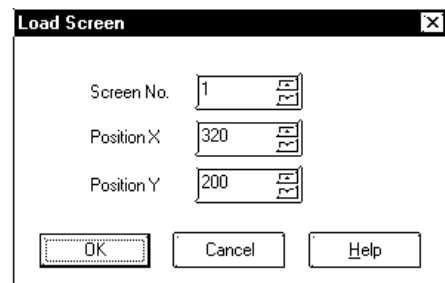 Load Screen
Screen No. 1
Position X 320
Position Y 200
OK Cancel Help